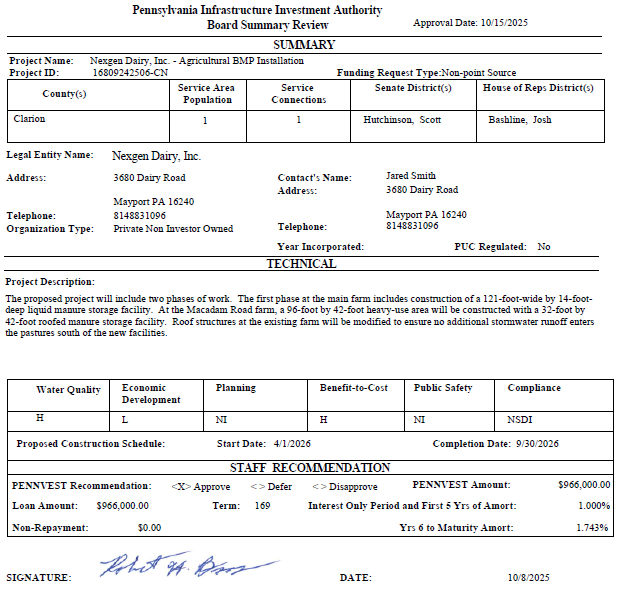 Pennsylvania Infrastructure Investment Authority
Board Summary Review
Approval Date: 10/15/2025
SUMMARY
Project Name: Nexgen Dairy, Inc. - Agricultural BMP Installation
Project ID: 16809242506-CN Funding Request Type:Non-point Source
County(s) Service Area Population Service Connections Senate District(s) House of Reps District(s)
Clarion 1 1 Hutchinson, Scott Bashline, Josh
Legal Entity Name: Nexgen Dairy, Inc.
Address: 3680 Dairy Road Contact's Name: Jared Smith
Address: 3680 Dairy Road
Mayport PA 16240 Mayport PA 16240
Telephone: 8148831096 Telephone: 8148831096
Organization Type: Private Non Investor Owned
Year Incorporated: PUC Regulated: No
TECHNICAL
Project Description:
The proposed project will include two phases of work. The first phase at the main farm includes construction of a 121-foot-wide by 14-foot-
deep liquid manure storage facility. At the Macadam Road farm, a 96-foot by 42-foot heavy-use area will be constructed with a 32-foot by
42-foot roofed manure storage facility. Roof structures at the existing farm will be modified to ensure no additional stormwater runoff enters
the pastures south of the new facilities.
Water Quality Economic Development Planning Benefit-to-Cost Public Safety Compliance
H L NI H NI NSDI
Proposed Construction Schedule: Start Date: 4/1/2026 Completion Date: 9/30/2026
STAFF RECOMMENDATION
PENNVEST Recommendation: <X> Approve < > Defer < > Disapprove PENNVEST Amount: $966,000.00
Loan Amount: $966,000.00 Term: 169 Interest Only Period and First 5 Yrs of Amort: 1.000%
Non-Repayment: $0.00 Yrs 6 to Maturity Amort: 1.743%
SIGNATURE: DATE: 10/8/2025